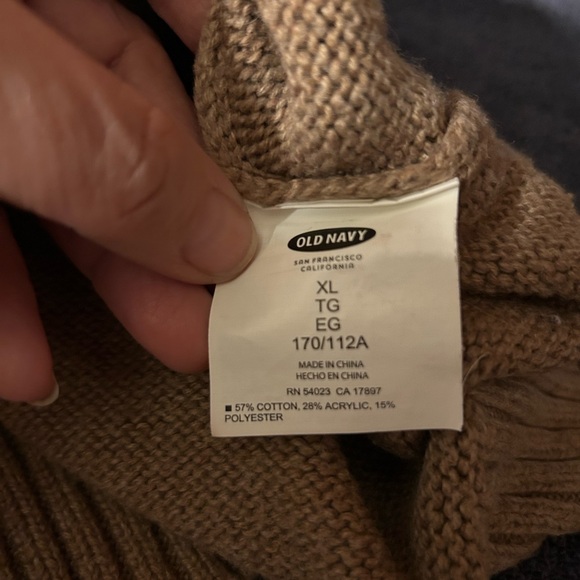 OLD NAVY
SAN FRANCISCO
CALIFORNIA
XL
TG
EG
170/112A
MADE IN CHINA
HECHO EN CHINA
RN 54023 CA 17897
■ 57% COTTON, 28% ACRYLIC, 15%
POLYESTER